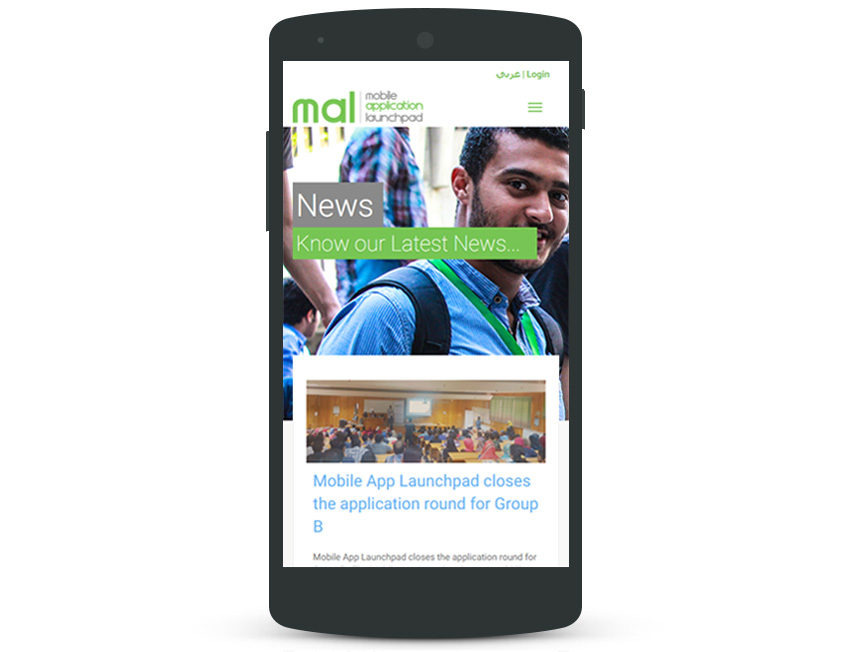 عربي | Login
mal
mobile
application
launchpad
News
Know our Latest News...
Mobile App Launchpad closes
the application round for Group
B
Mobile App Launchpad closes the application round for